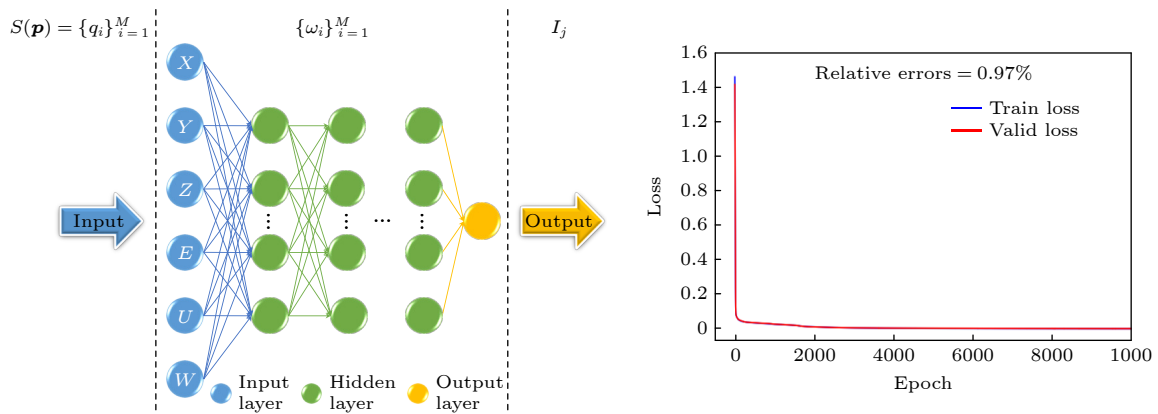 S(p) = {q_i}_{i=1}^M
{ω_i}_{i=1}^M
I_j
Input
X
Y
Z
E
U
W
⋮ ⋮ ··· ⋮
Output
Input layer
Hidden layer
Output layer
Relative errors = 0.97%
Train loss
Valid loss
Loss
1.6
1.4
1.2
1.0
0.8
0.6
0.4
0.2
0
0 2000 4000 6000 8000 1000
Epoch